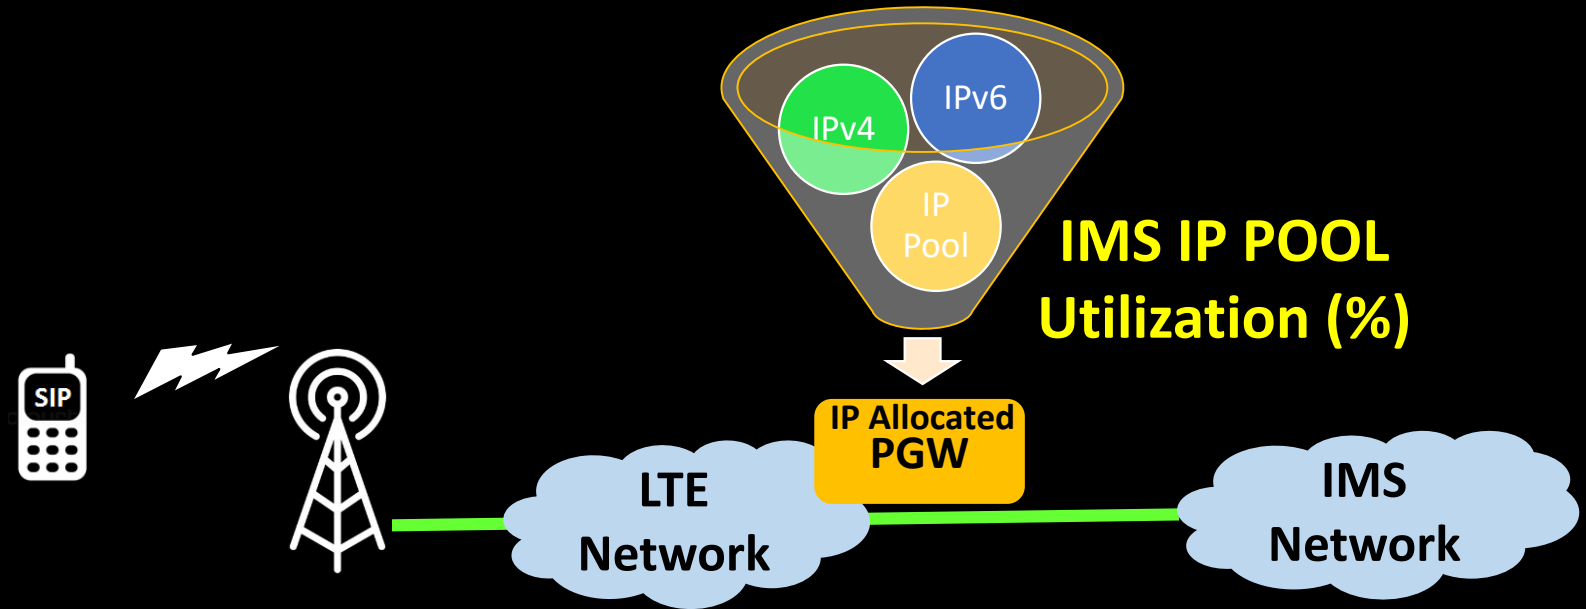 IPv6
IPv4
IP
Pool
IMS IP POOL
Utilization (%)
SIP
IP Allocated
PGW
LTE
Network
IMS
Network